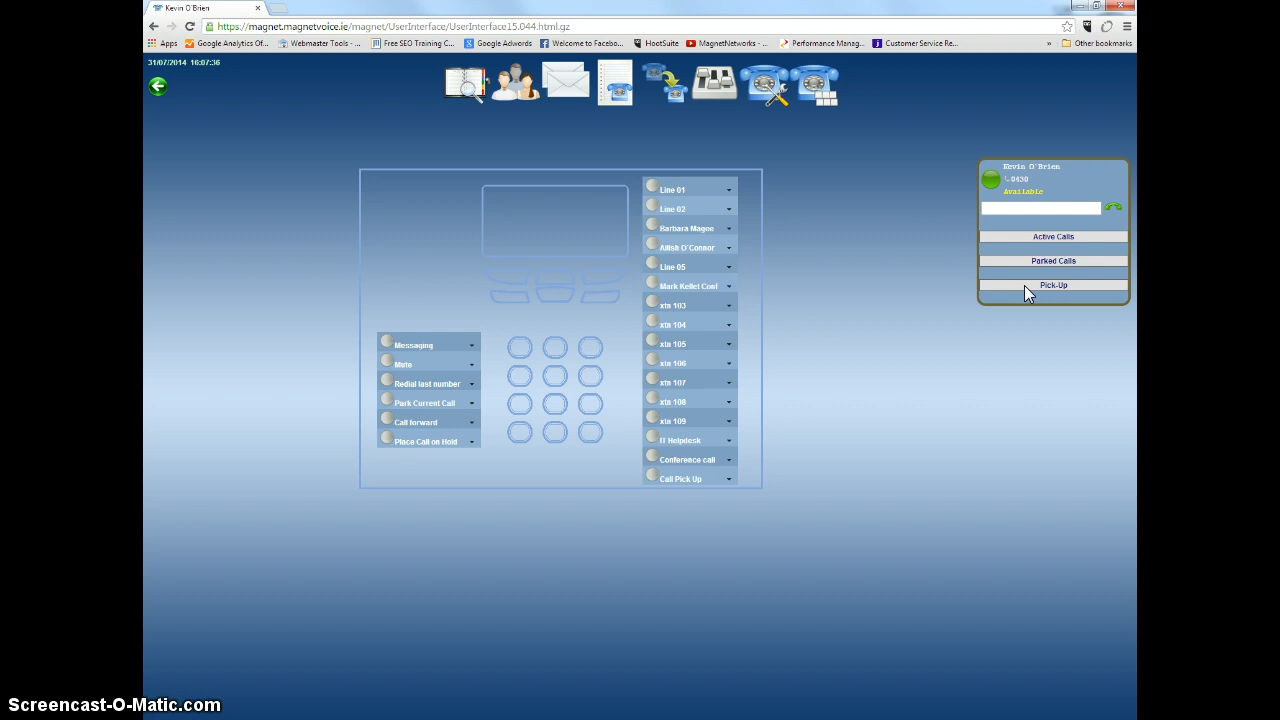 Kevin O'Brien
https://magnet.magnetvoice.ie/magnet/UserInterface/UserInterface15.044.html.gz
Apps Google Analytics Of... Webmaster Tools - ... Free SEO Training C... Google Adwords Welcome to Facebo... HootSuite MagnetNetworks - ... Performance Manag... Customer Service Re... » Other bookmarks
31/07/2014 16:07:36
Kevin O'Brien
0430
Available
Active Calls
Parked Calls
Pick-Up
Line 01
Line 02
Barbara Magee
Ailish O'Connor
Line 05
Mark Kellet Conf
xtn 103
xtn 104
xtn 105
xtn 106
xtn 107
xtn 108
xtn 109
IT Helpdesk
Conference call
Call Pick Up
Messaging
Mute
Redial last number
Park Current Call
Call forward
Place Call on Hold
Screencast-O-Matic.com